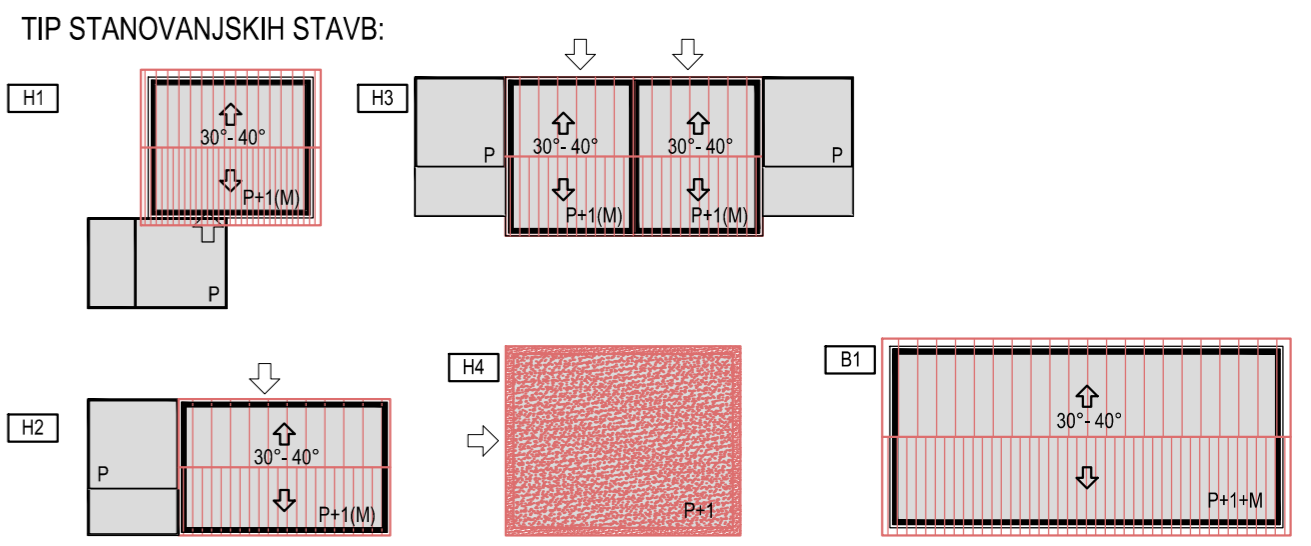 TIP STANOVANJSKIH STAVB:
H1
30°- 40°
P+1(M)
P
H3
P
30°- 40°
P+1(M)
30°- 40°
P+1(M)
P
H2
P
30°- 40°
P+1(M)
H4
P+1
B1
30°- 40°
P+1+M